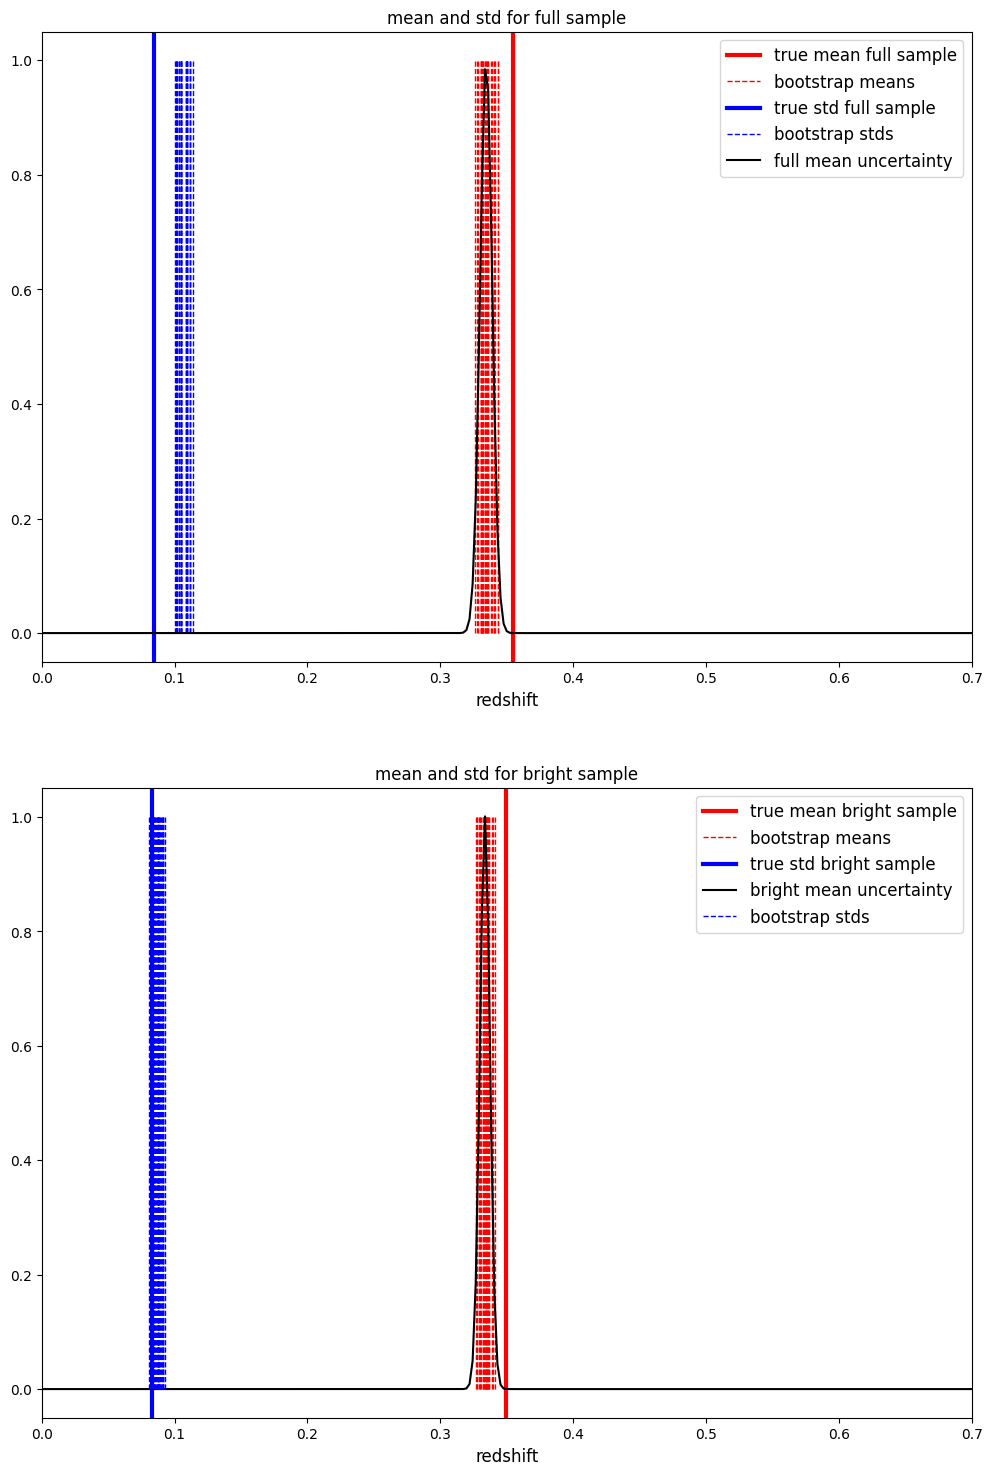 mean and std for full sample
1.0
0.8
0.6
0.4
0.2
0.0
true mean full sample
bootstrap means
true std full sample
bootstrap stds
full mean uncertainty
0.0 0.1 0.2 0.3 0.4 0.5 0.6 0.7
redshift
mean and std for bright sample
1.0
0.8
0.6
0.4
0.2
0.0
true mean bright sample
bootstrap means
true std bright sample
bright mean uncertainty
bootstrap stds
0.0 0.1 0.2 0.3 0.4 0.5 0.6 0.7
redshift